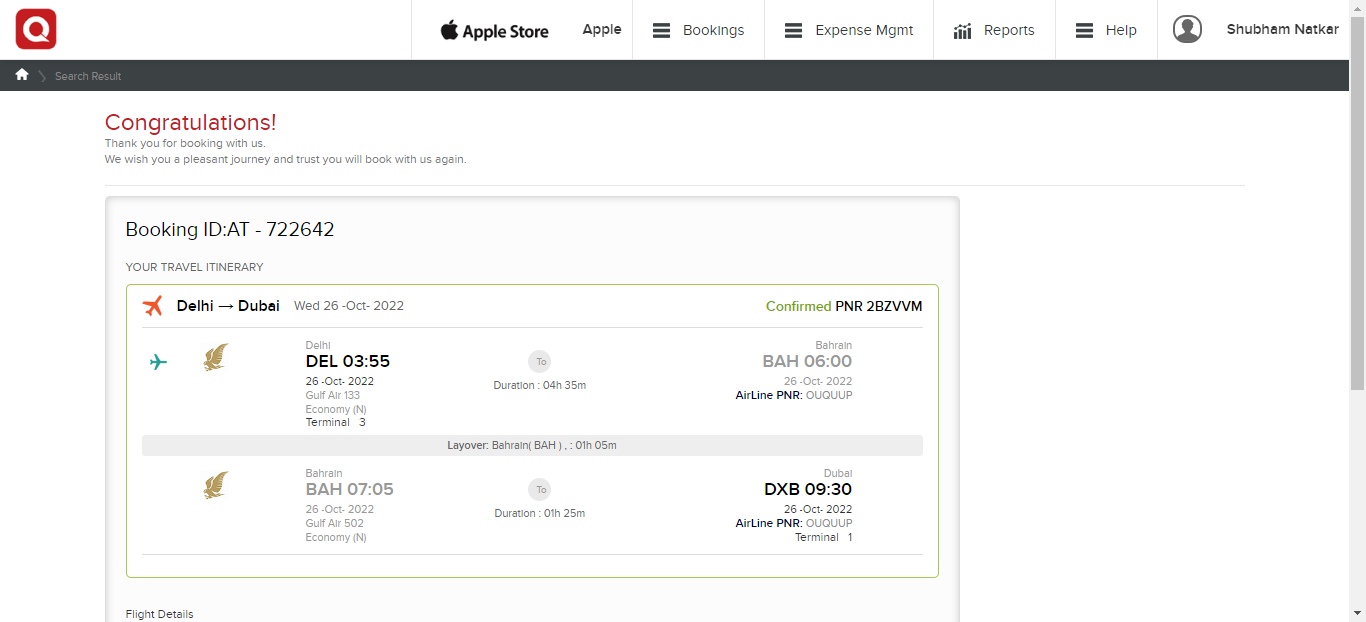 Q Apple Store Apple Bookings Expense Mgmt Reports Help Shubham Natkar
Search Result
Congratulations!
Thank you for booking with us.
We wish you a pleasant journey and trust you will book with us again.
Booking ID:AT - 722642
YOUR TRAVEL ITINERARY
Delhi → Dubai Wed 26 -Oct- 2022 Confirmed PNR 2BZVVM
Delhi Bahrain
DEL 03:55 To BAH 06:00
26 -Oct- 2022 Duration : 04h 35m 26 -Oct- 2022
Gulf Air 133 AirLine PNR: OUQUUP
Economy (N)
Terminal 3
Layover: Bahrain( BAH ) , : 01h 05m
Bahrain Dubai
BAH 07:05 To DXB 09:30
26 -Oct- 2022 Duration : 01h 25m 26 -Oct- 2022
Gulf Air 502 AirLine PNR: OUQUUP
Economy (N) Terminal 1
Flight Details